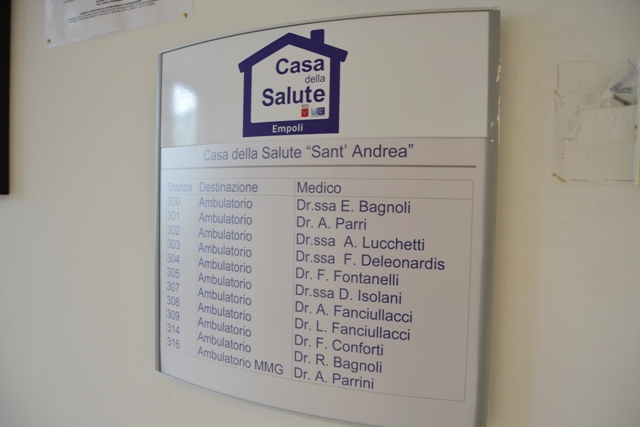 Casa
della
Salute
Empoli
Casa della Salute “Sant’ Andrea”
Stanza Destinazione Medico
300 Ambulatorio Dr.ssa E. Bagnoli
301 Ambulatorio Dr. A. Parri
302 Ambulatorio Dr.ssa A. Lucchetti
303 Ambulatorio Dr.ssa F. Deleonardis
304 Ambulatorio Dr. F. Fontanelli
305 Ambulatorio Dr.ssa D. Isolani
307 Ambulatorio Dr. A. Fanciullacci
308 Ambulatorio Dr. L. Fanciullacci
309 Ambulatorio Dr. F. Conforti
314 Ambulatorio Dr. R. Bagnoli
316 Ambulatorio MMG Dr. A. Parrini